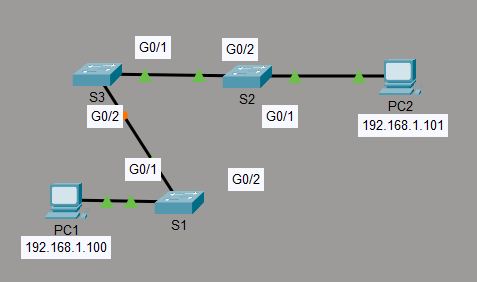 G0/1
G0/2
S3
S2
G0/2
G0/1
PC2
192.168.1.101
G0/1
G0/2
PC1
S1
192.168.1.100